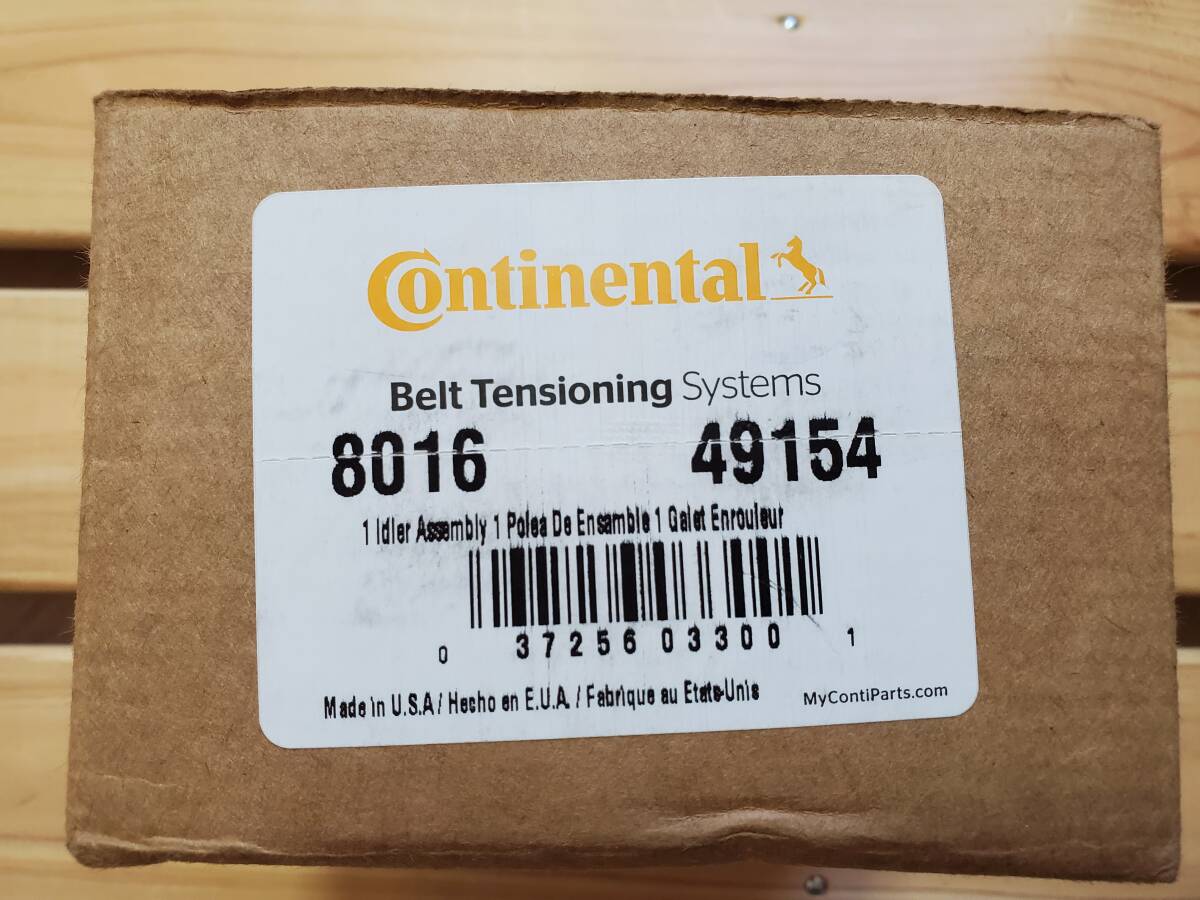 Continental
Belt Tensioning Systems
8016 49154
1 Idler Assembly 1 Polea De Ensamble 1 Galet Enrouleur
0 37256 03300 1
Made in U.S.A / Hecho en E.U.A. / Fabrique au Etats-Unis MyContiParts.com